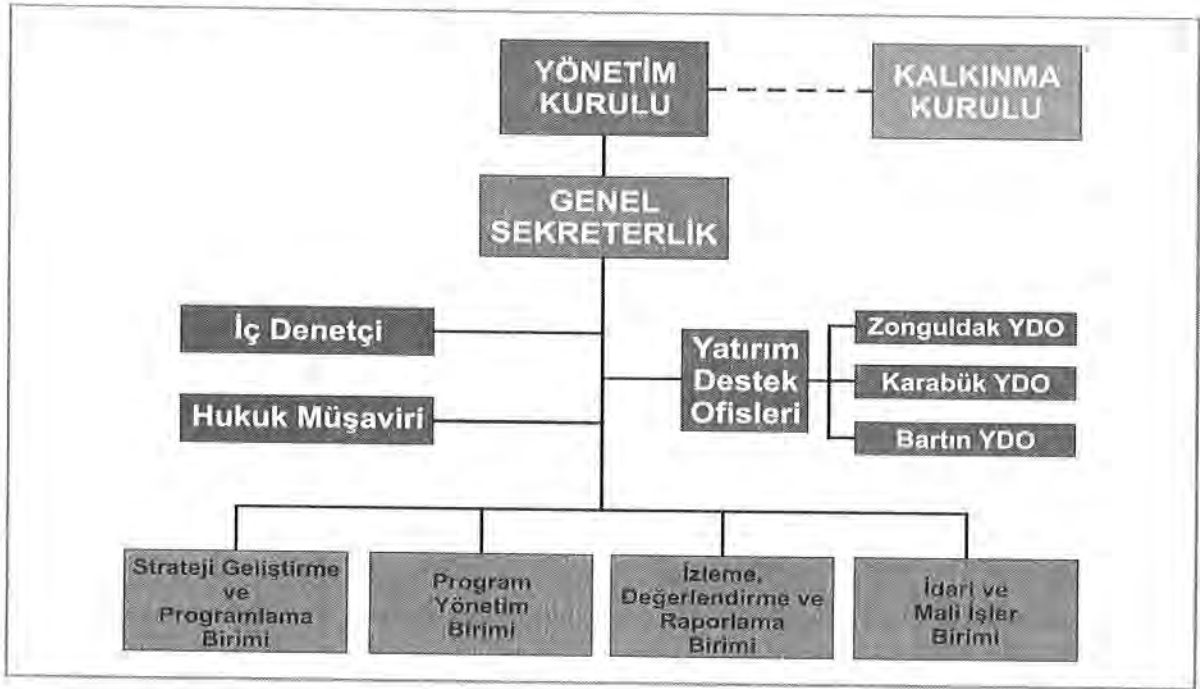 YÖNETİM
KURULU
KALKINMA
KURULU
GENEL
SEKRETERLİK
İç Denetçi
Hukuk Müşaviri
Yatırım
Destek
Ofisleri
Zonguldak YDO
Karabük YDO
Bartın YDO
Strateji Geliştirme
ve
Programlama
Birimi
Program
Yönetim
Birimi
İzleme,
Değerlendirme ve
Raporlama
Birimi
İdari ve
Mali İşler
Birimi